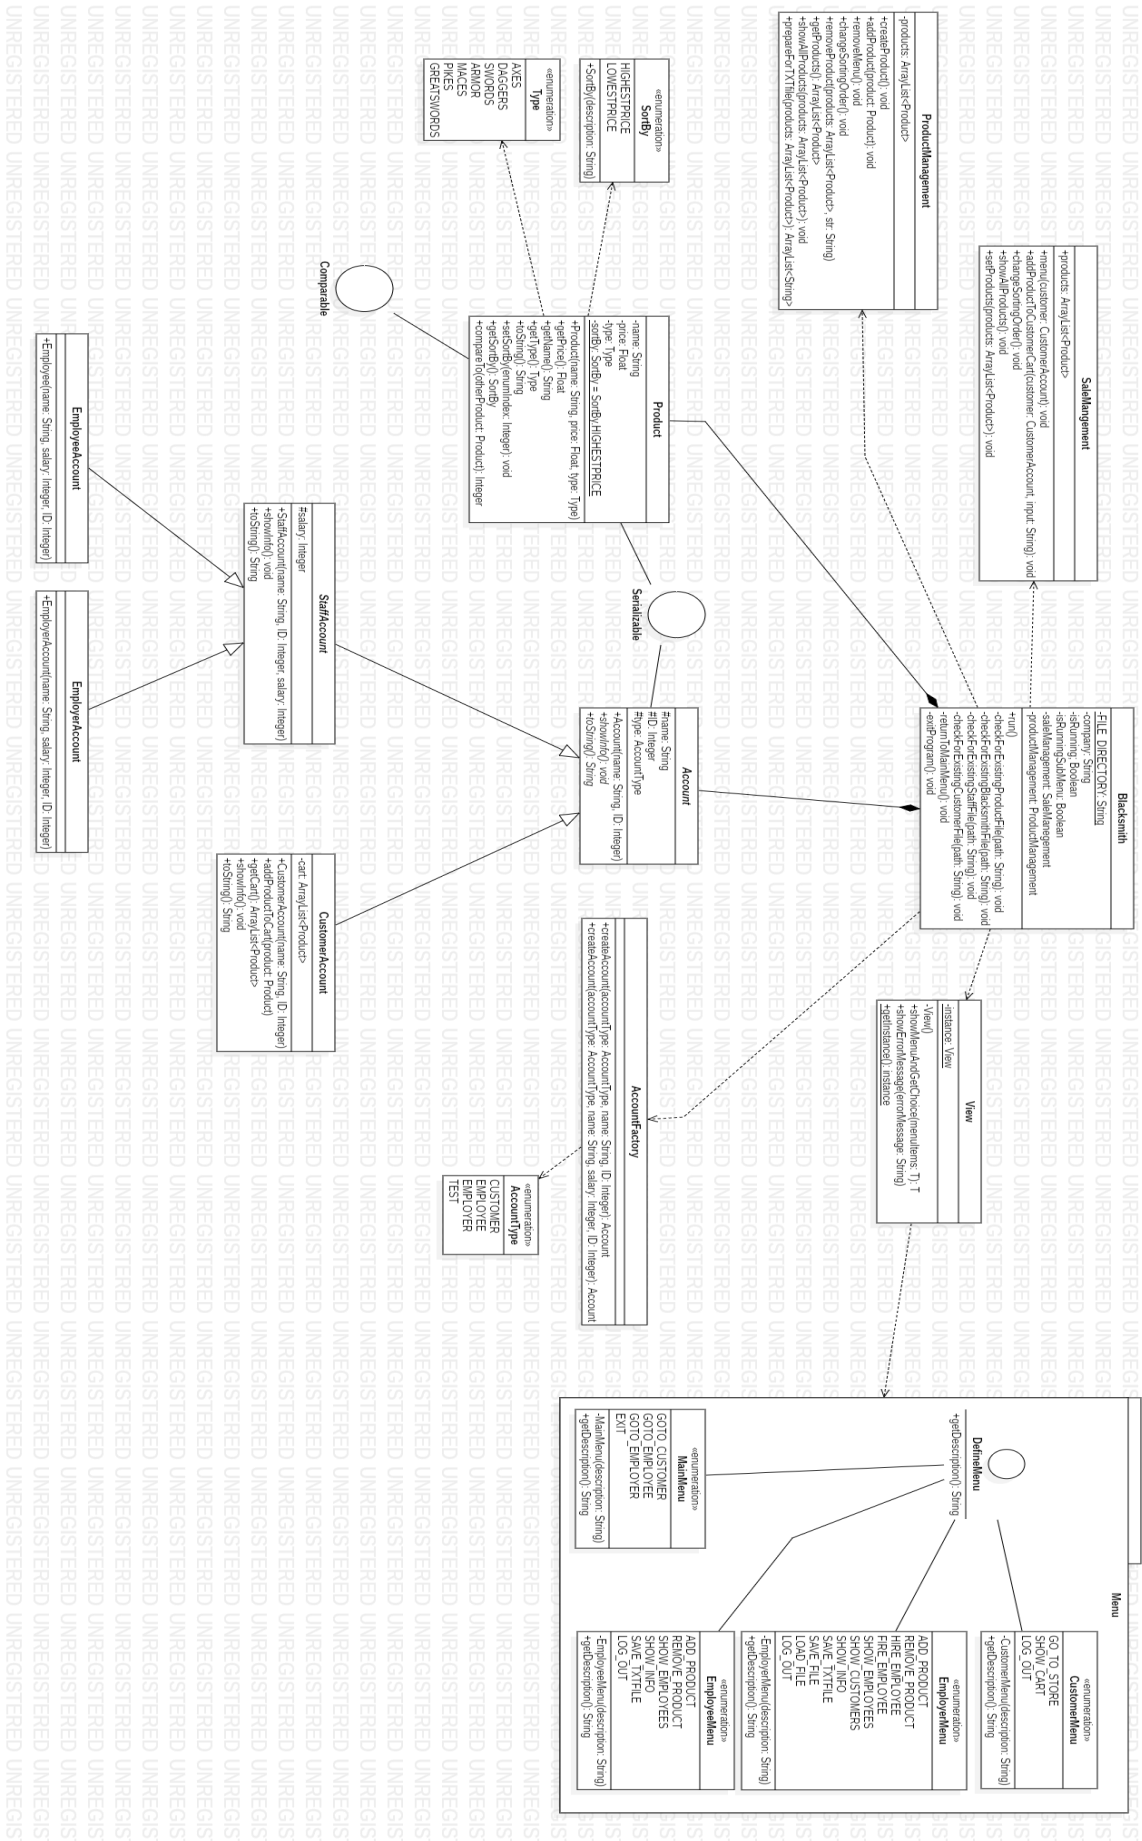 Blacksmith
-FILE_DIRECTORY: String
-company: String
-isRunning: Boolean
-isRunningSubMenu: Boolean
-saleManagement: SaleManegement
-productManagement: ProductManagement
+run()
-checkForExistingProductFile(path: String): void
-checkForExistingBlacksmithFile(path: String): void
-checkForExistingStaffFile(path: String): void
-checkForExistingCustomerFile(path: String): void
-returnToMainMenu(): void
-exitProgram(): void
SaleMangement
+products: ArrayList<Product>
+menu(customer: CustomerAccount): void
+addProductToCustomerCart(customer: CustomerAccount, input: String): void
+changeSortingOrder(): void
+showAllProducts(): void
+setProducts(products: ArrayList<Product>): void
ProductManagement
-products: ArrayList<Product>
+createProduct(): void
+addProduct(product: Product): void
+removeMenu(): void
+changeSortingOrder(): void
+removeProduct(products: ArrayList<Product>, str: String)
+getProducts(): ArrayList<Product>
+showAllProducts(products: ArrayList<Product>): void
+prepareForTXTfile(products: ArrayList<Product>): ArrayList<String>
View
-instance: View
-View()
+showMenuAndGetChoice(menuItems: T): T
+showErrorMessage(errorMessage: String)
+getInstance(): instance
Menu
DefineMenu
+getDescription(): String
«enumeration»
CustomerMenu
GO_TO_STORE
SHOW_CART
LOG_OUT
-CustomerMenu(description: String)
+getDescription(): String
«enumeration»
EmployerMenu
ADD_PRODUCT
REMOVE_PRODUCT
HIRE_EMPLOYEE
FIRE_EMPLOYEE
SHOW_EMPLOYEES
SHOW_CUSTOMERS
SHOW_INFO
SAVE_TXTFILE
SAVE_FILE
LOAD_FILE
LOG_OUT
-EmployerMenu(description: String)
+getDescription(): String
«enumeration»
MainMenu
GOTO_CUSTOMER
GOTO_EMPLOYEE
GOTO_EMPLOYER
EXIT
-MainMenu(description: String)
+getDescription(): String
«enumeration»
EmployeeMenu
ADD_PRODUCT
REMOVE_PRODUCT
SHOW_EMPLOYEES
SHOW_INFO
SAVE_TXTFILE
LOG_OUT
-EmployeeMenu(description: String)
+getDescription(): String
«enumeration»
SortBy
HIGHESTPRICE
LOWESTPRICE
+SortBy(description: String)
«enumeration»
Type
AXES
DAGGERS
SWORDS
ARMOR
MACES
PIKES
GREATSWORDS
Product
-name: String
-price: Float
-type: Type
-sortBy: SortBy = SortBy.HIGHESTPRICE
+Product(name: String, price: Float, type: Type)
+getPrice(): Float
+getName(): String
+getType(): Type
+toString(): String
+setSortBy(enumIndex: Integer): void
+getSortBy(): SortBy
+compareTo(otherProduct: Product): Integer
Serializable
Comparable
Account
#name: String
#ID: Integer
#type: AccountType
+Account(name: String, ID: Integer)
+showInfo(): void
+toString(): String
AccountFactory
+createAccount(accountType: AccountType, name: String, ID: Integer): Account
+createAccount(accountType: AccountType, name: String, salary: Integer, ID: Integer): Account
«enumeration»
AccountType
CUSTOMER
EMPLOYEE
EMPLOYER
TEST
StaffAccount
#salary: Integer
+StaffAccount(name: String, ID: Integer, salary: Integer)
+showInfo(): void
+toString(): String
CustomerAccount
-cart: ArrayList<Product>
+CustomerAccount(name: String, ID: Integer)
+addProductToCart(product: Product)
+getCart(): ArrayList<Product>
+showInfo(): void
+toString(): String
EmployeeAccount
+Employee(name: String, salary: Integer, ID: Integer)
EmployerAccount
+EmployerAccount(name: String, salary: Integer, ID: Integer)
UNREGISTERED